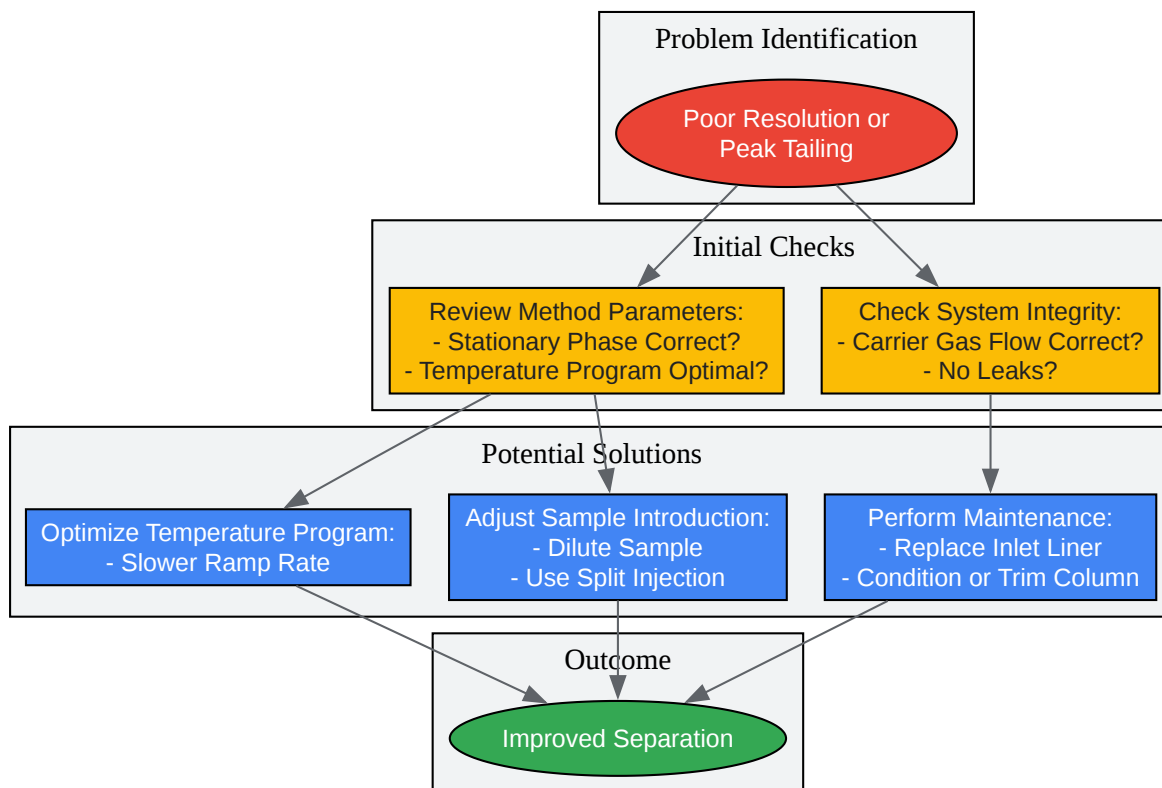 Problem Identification
Poor Resolution or
Peak Tailing
Initial Checks
Review Method Parameters:
- Stationary Phase Correct?
- Temperature Program Optimal?
Check System Integrity:
- Carrier Gas Flow Correct?
- No Leaks?
Potential Solutions
Optimize Temperature Program:
- Slower Ramp Rate
Adjust Sample Introduction:
- Dilute Sample
- Use Split Injection
Perform Maintenance:
- Replace Inlet Liner
- Condition or Trim Column
Outcome
Improved Separation